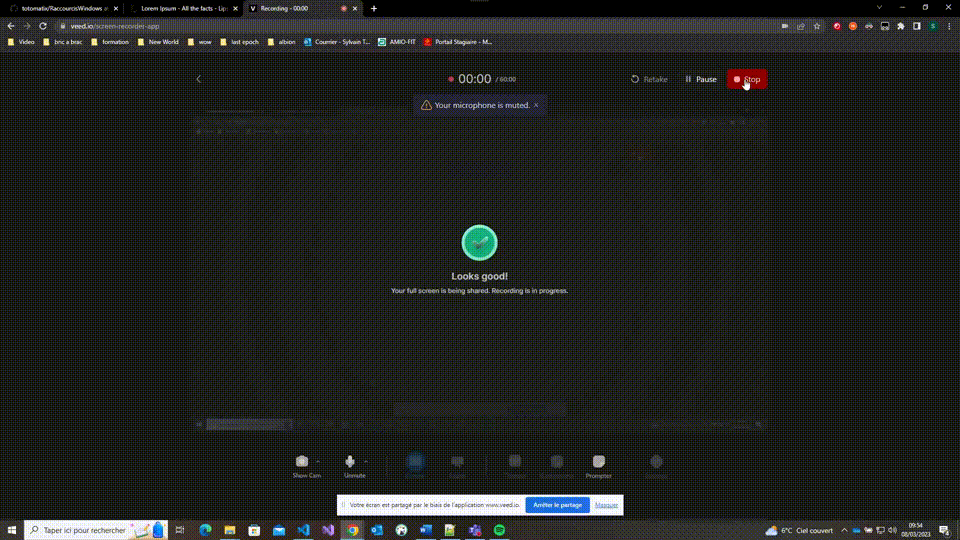 totomatix/RaccourcisWindows
Lorem Ipsum - All the facts - Lip
Recording - 00:00
veed.io/screen-recorder-app
Video
bric a brac
formation
New World
wow
last epoch
albion
Courrier - Sylvain T...
AMIO-FIT
Portail Stagiaire - M...
00:00 / 60:00
Retake
Pause
Stop
Your microphone is muted.
Looks good!
Your full screen is being shared. Recording is in progress.
Show Cam
Unmute
Prompter
Votre écran est partagé par le biais de l'application www.veed.io.
Arrêter le partage
Masquer
Taper ici pour rechercher
6°C Ciel couvert
09:54
08/03/2023